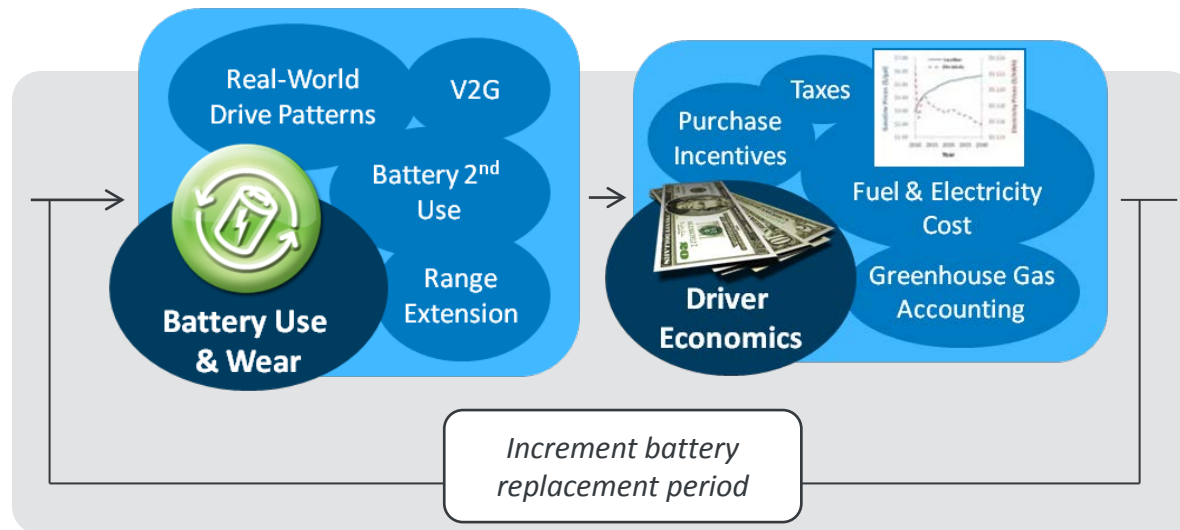 Real-World
Drive Patterns
V2G
Battery 2nd
Use
Range
Extension
Battery Use
& Wear
Taxes
Purchase
Incentives
Fuel & Electricity
Cost
Greenhouse Gas
Accounting
Driver
Economics
Year
Increment battery
replacement period